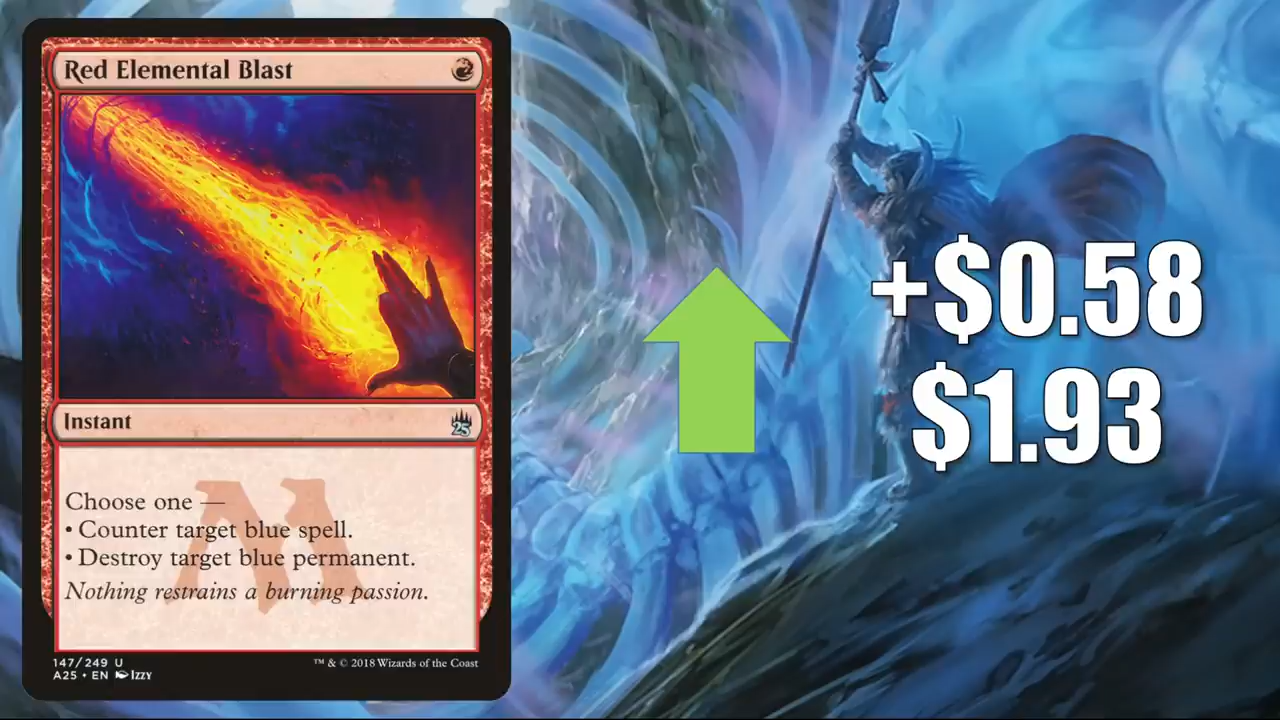 Red Elemental Blast
Instant
25
Choose one —
• Counter target blue spell.
• Destroy target blue permanent.
Nothing restrains a burning passion.
147/249 U
A25 • EN Izzy
™ & © 2018 Wizards of the Coast
+$0.58
$1.93